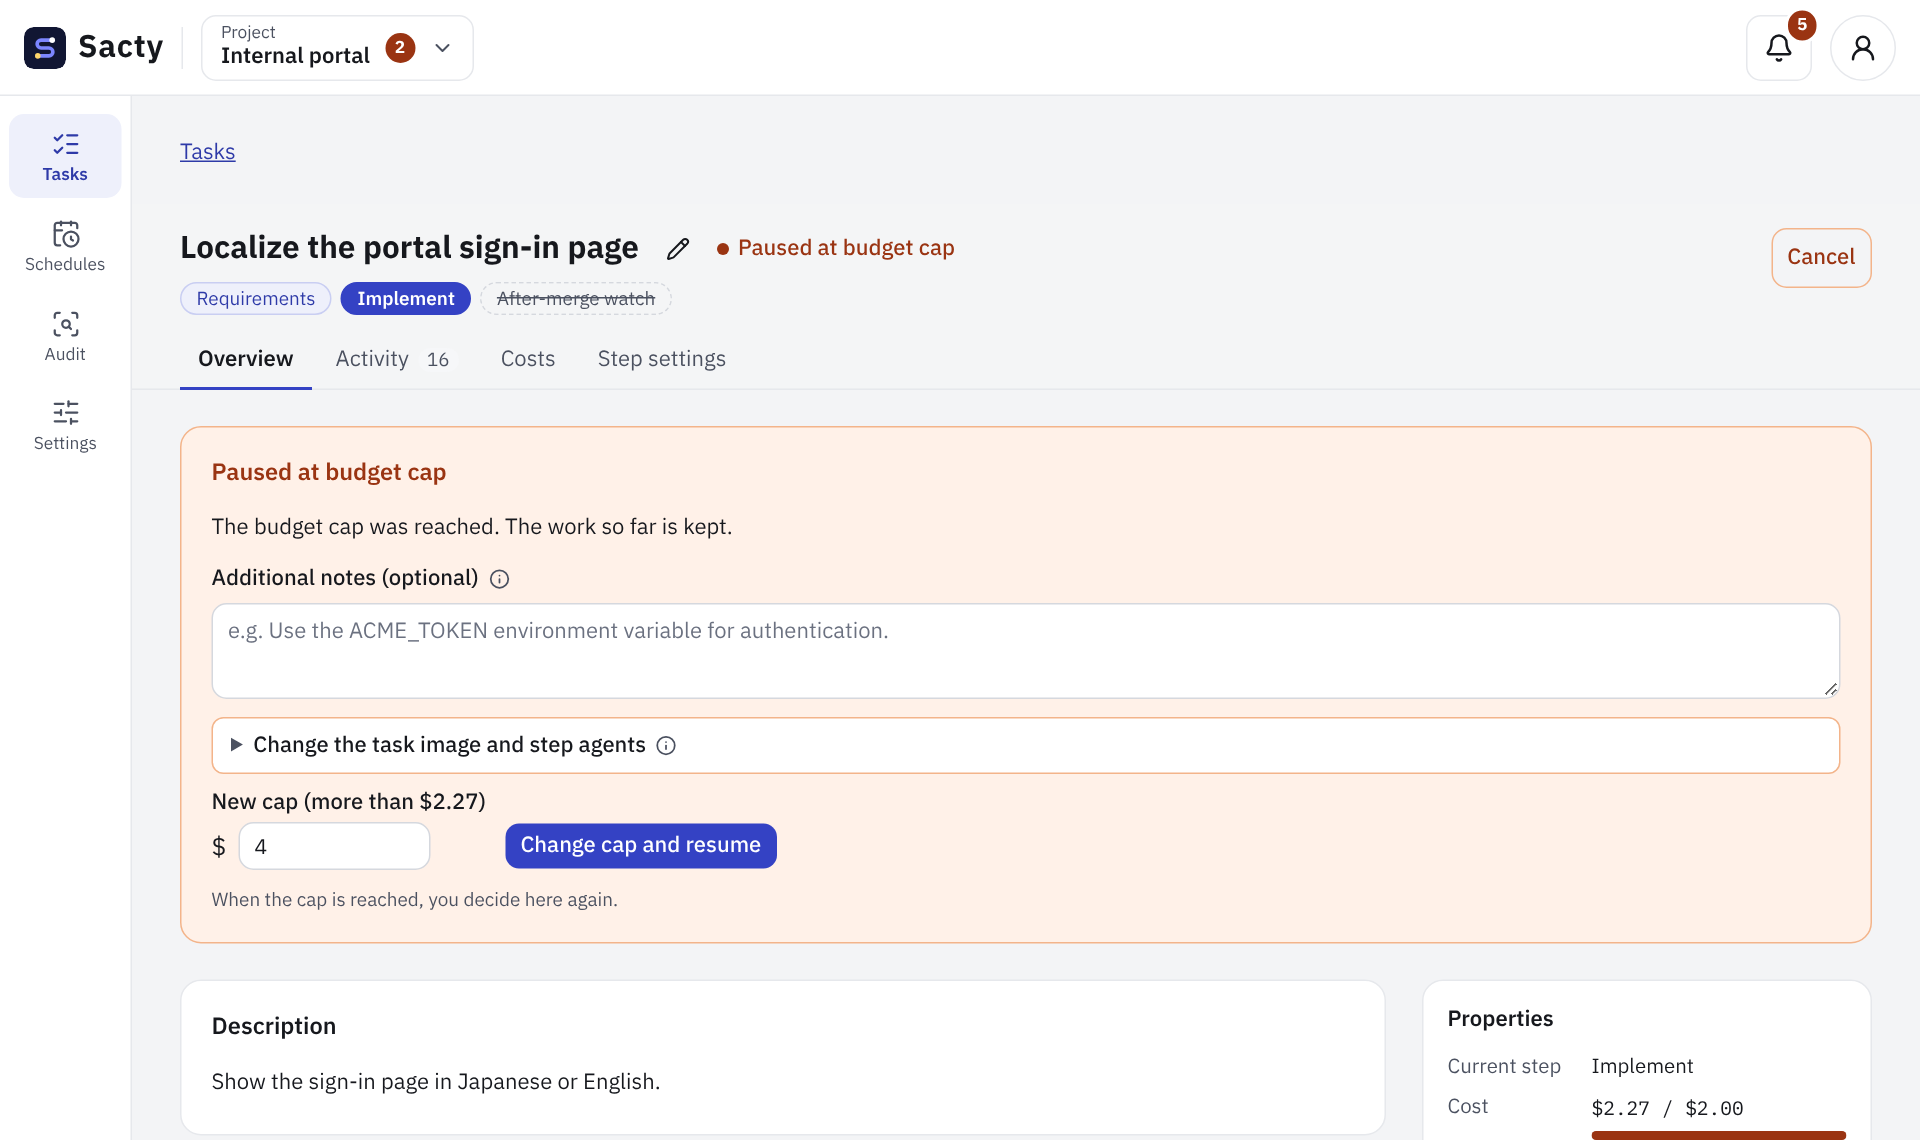 Sacty
Project
Internal portal
2
5
Tasks
Schedules
Audit
Settings
Tasks
Localize the portal sign-in page
Paused at budget cap
Cancel
Requirements
Implement
After-merge watch
Overview
Activity 16
Costs
Step settings
Paused at budget cap
The budget cap was reached. The work so far is kept.
Additional notes (optional)
e.g. Use the ACME_TOKEN environment variable for authentication.
Change the task image and step agents
New cap (more than $2.27)
$ 4
Change cap and resume
When the cap is reached, you decide here again.
Description
Show the sign-in page in Japanese or English.
Properties
Current step Implement
Cost $2.27 / $2.00